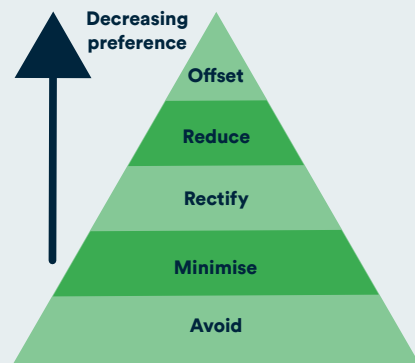 Decreasing
preference
Offset
Reduce
Rectify
Minimise
Avoid